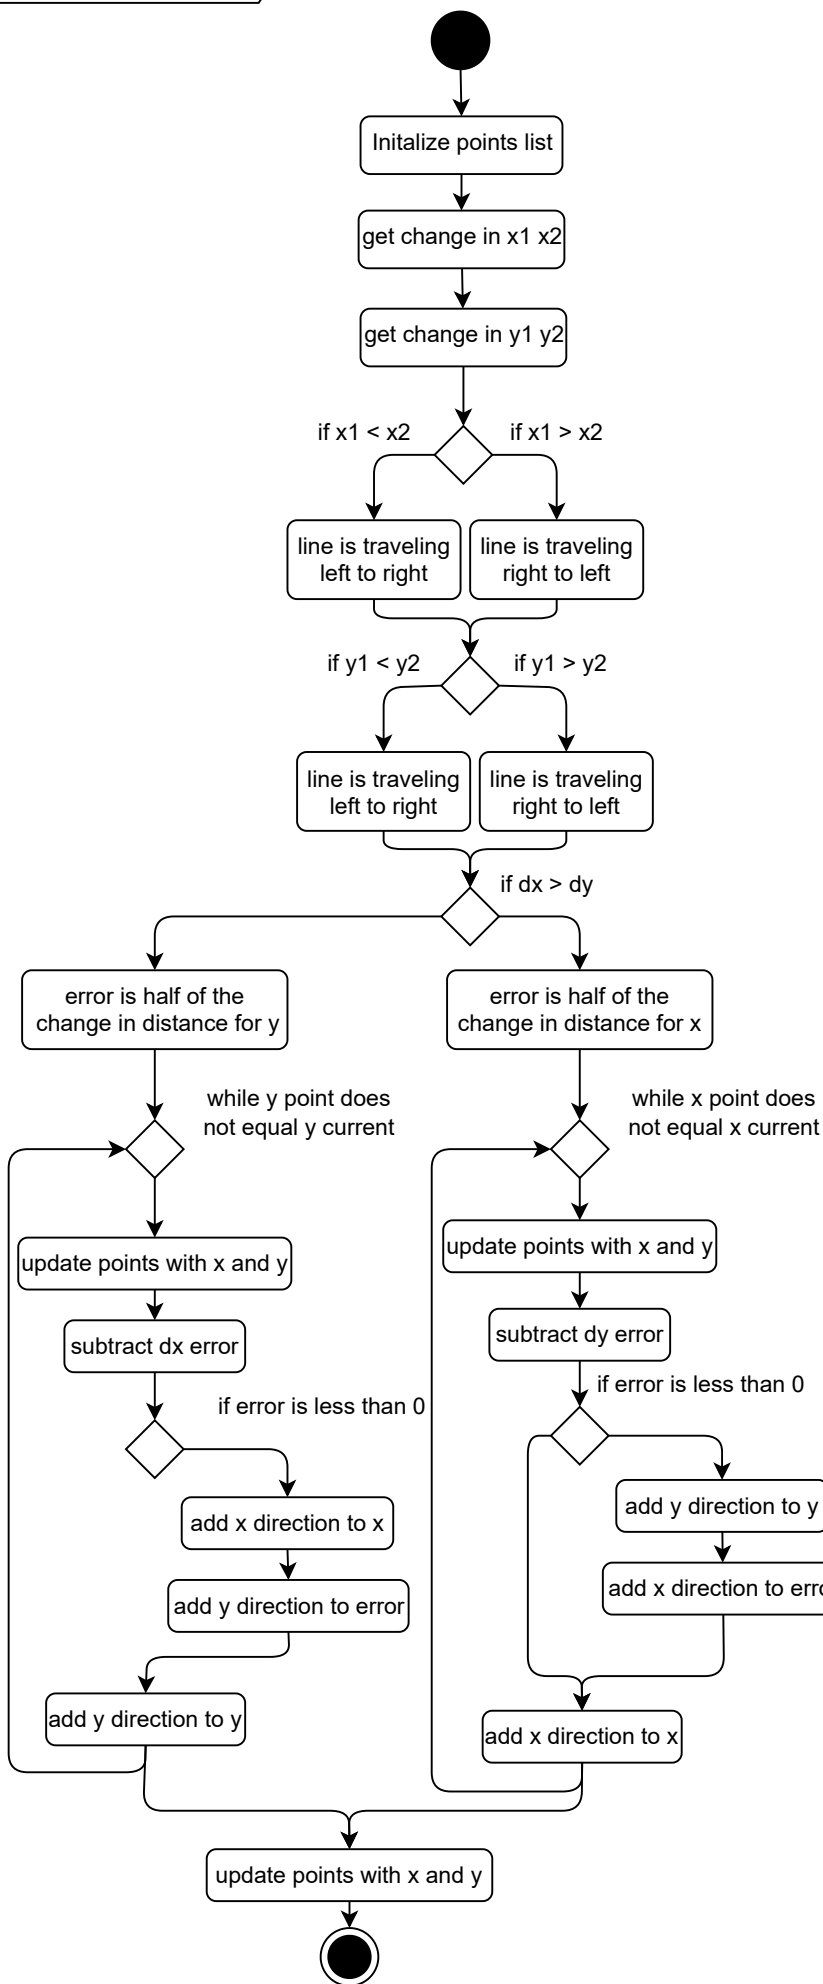 Initalize points list
get change in x1 x2
get change in y1 y2
if x1 < x2
if x1 > x2
line is traveling
left to right
line is traveling
right to left
if y1 < y2
if y1 > y2
line is traveling
left to right
line is traveling
right to left
if dx > dy
error is half of the
change in distance for y
error is half of the
change in distance for x
while y point does
not equal y current
while x point does
not equal x current
update points with x and y
update points with x and y
subtract dx error
subtract dy error
if error is less than 0
if error is less than 0
add x direction to x
add y direction to y
add y direction to error
add x direction to erro
add y direction to y
add x direction to x
update points with x and y